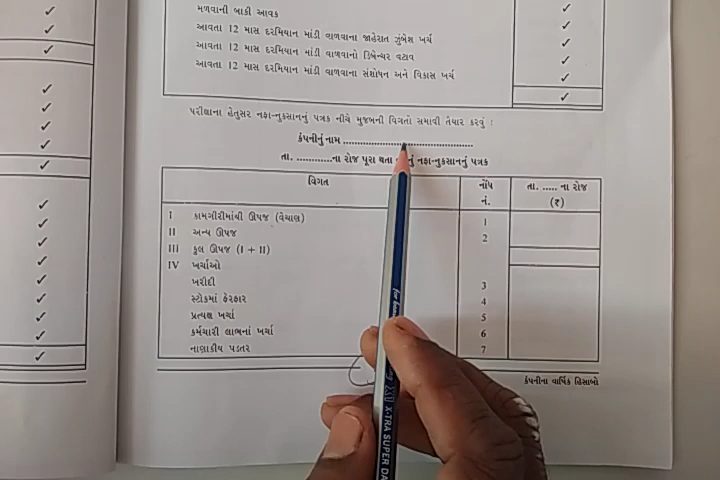 મળવાની બાકી આવક
આવતા 12 માસ દરમિયાન માંડી વાળવાના જાહેરાત ઝુંબેશ ખર્ચ
આવતા 12 માસ દરમિયાન માંડી વાળવાનો ડિબેન્ચર વટાવ
આવતા 12 માસ દરમિયાન માંડી વાળવાના સંશોધન અને વિકાસ ખર્ચ
પરીક્ષાના હેતુસર નફા-નુકસાનનું પત્રક નીચે મુજબની વિગતો સમાવી તૈયાર કરવું :
કંપનીનું નામ ..............................................
તા. ............ના રોજ પૂરા થતા નું નફા-નુકસાનનું પત્રક
વિગત નોંધ નં. તા. ..... ના રોજ (₹)
I કામગીરીમાંથી ઊપજ (વેચાણ) 1
II અન્ય ઊપજ 2
III કુલ ઊપજ (I + II)
IV ખર્ચાઓ
ખરીદી 3
સ્ટોકમાં ફેરફાર 4
પ્રત્યક્ષ ખર્ચા 5
કર્મચારી લાભનાં ખર્ચા 6
નાણાકીય પડતર 7
કંપનીના વાર્ષિક હિસાબો
X-TRA SUPER DA